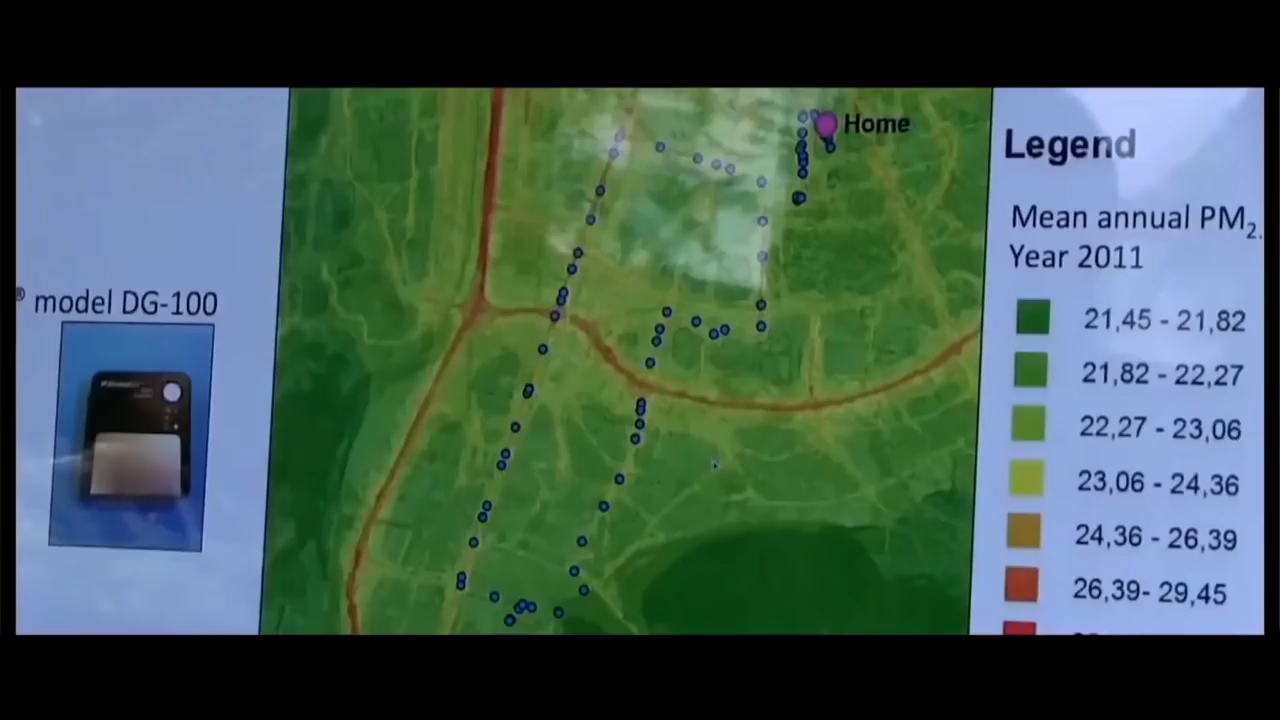 ® model DG-100
Home
Legend
Mean annual PM2.
Year 2011
21,45 - 21,82
21,82 - 22,27
22,27 - 23,06
23,06 - 24,36
24,36 - 26,39
26,39- 29,45